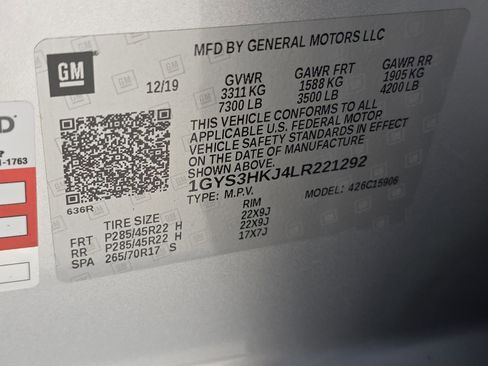 MFD BY GENERAL MOTORS LLC
GM
12/19
GVWR GAWR FRT GAWR RR
3311 KG 1588 KG 1905 KG
7300 LB 3500 LB 4200 LB
THIS VEHICLE CONFORMS TO ALL
APPLICABLE U.S. FEDERAL MOTOR
VEHICLE SAFETY STANDARDS IN EFFECT
ON THE DATE OF MANUFACTURE
SHOWN ABOVE
1GYS3HKJ4LR221292
TYPE: M.P.V. MODEL: 426C15906
636R
TIRE SIZE RIM
FRT P285/45R22 H 22X9J
RR P285/45R22 H 22X9J
SPA 265/70R17 S 17X7J
D
-1763